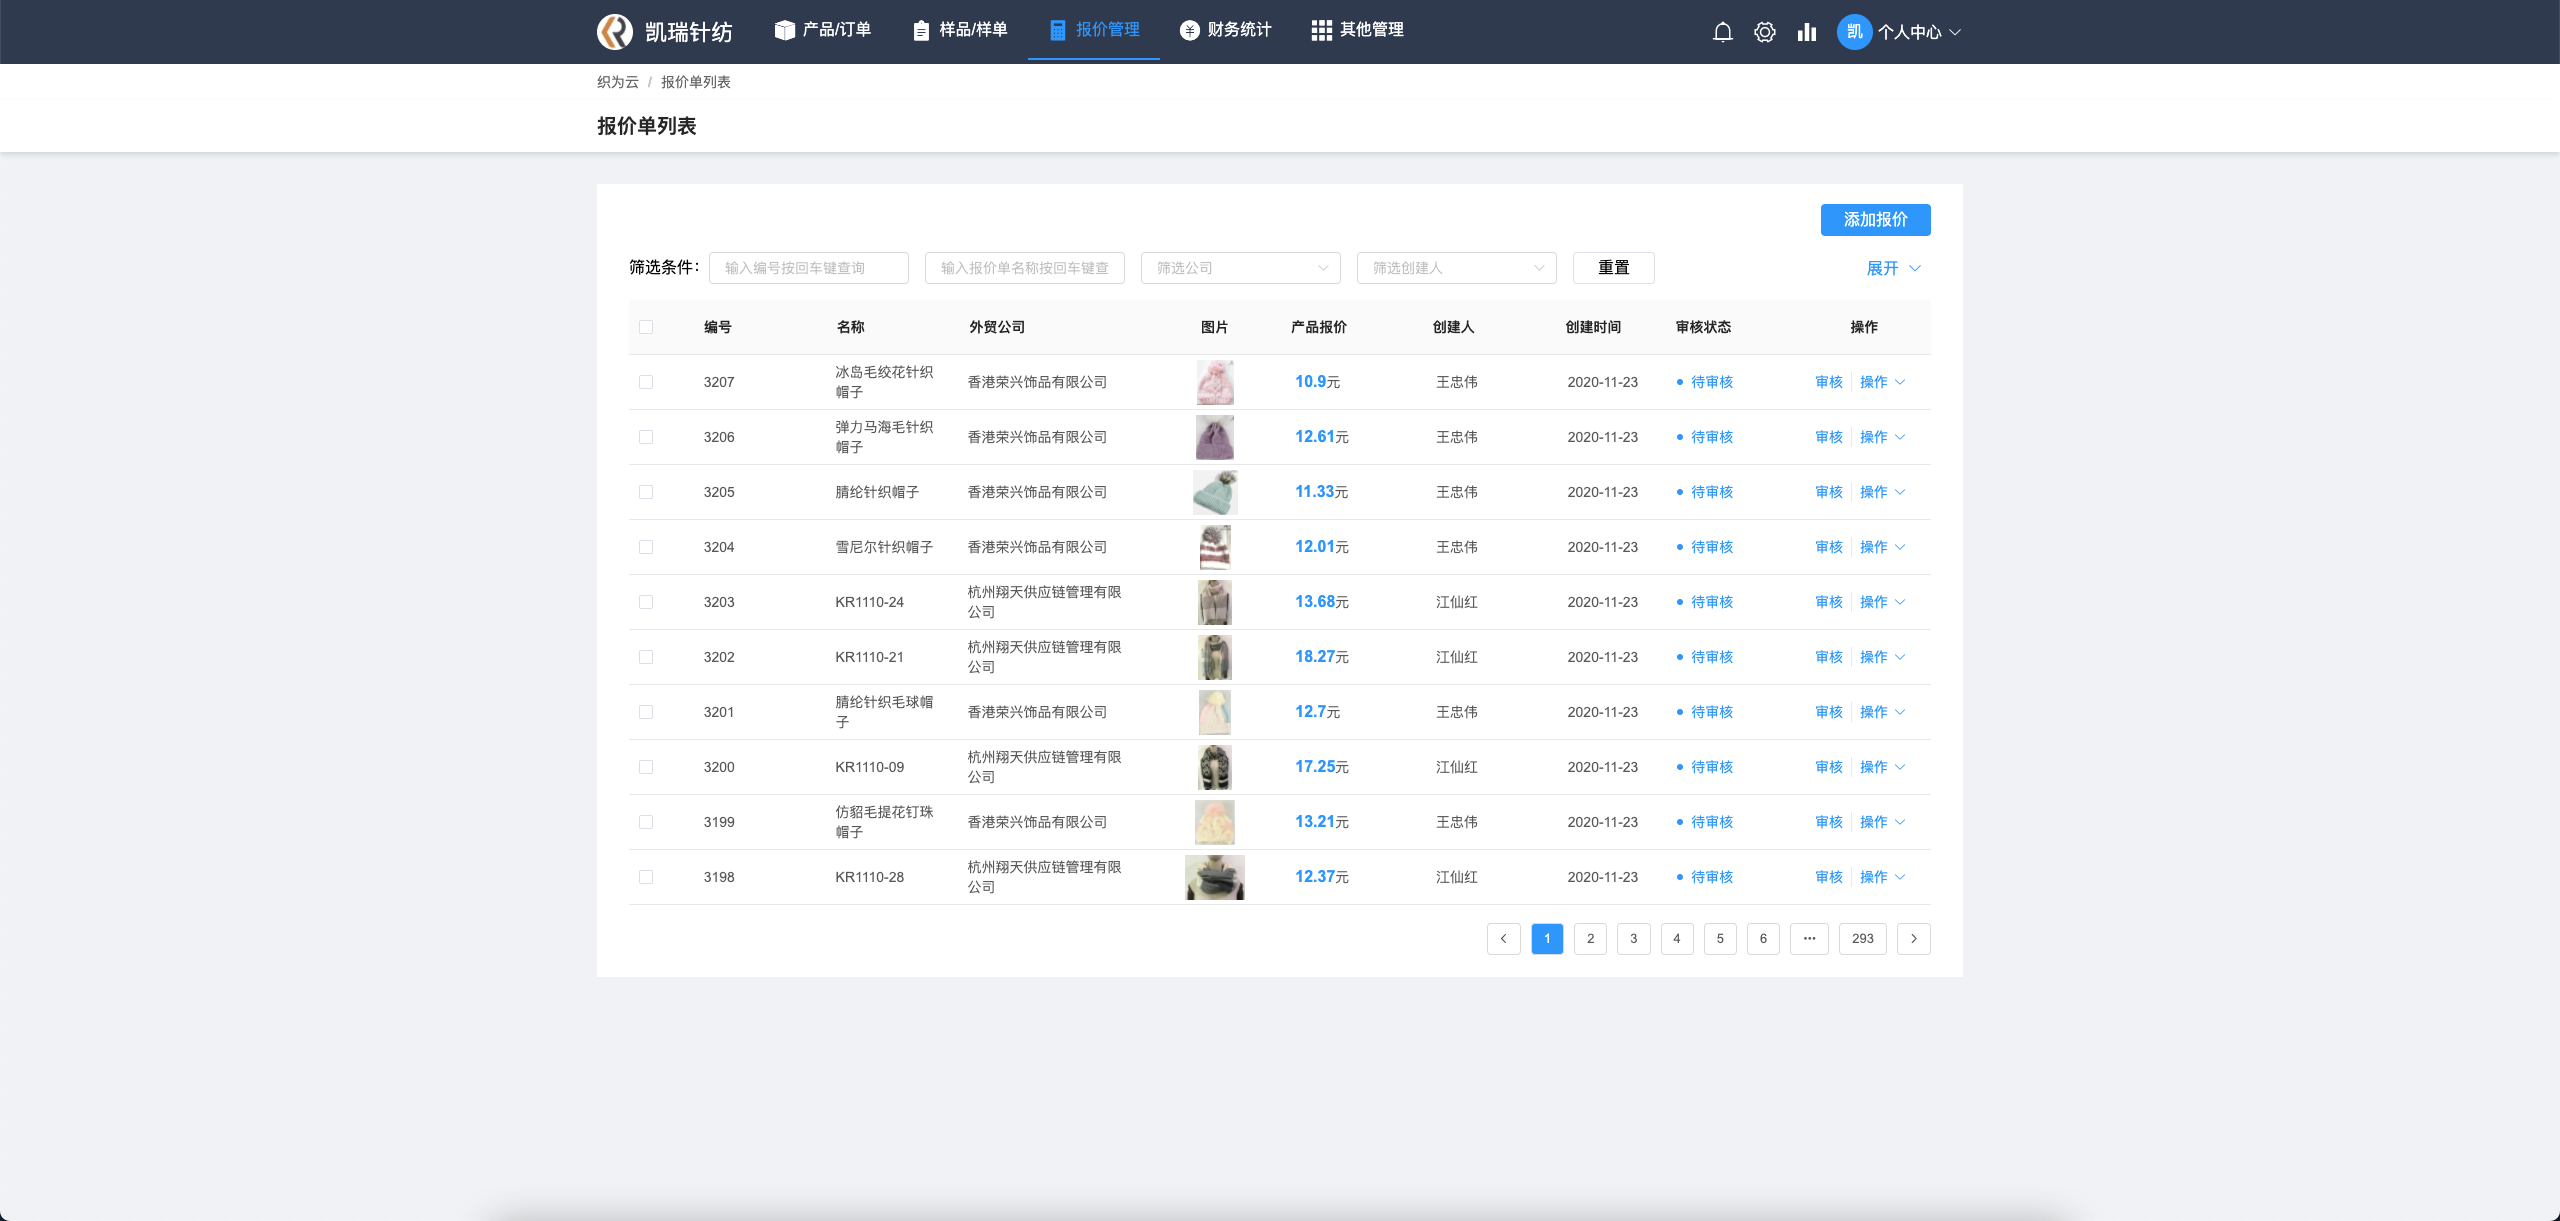 凯瑞针纺 产品/订单 样品/样单 报价管理 财务统计 其他管理 凯 个人中心
织为云 / 报价单列表
报价单列表
添加报价
筛选条件： 输入编号按回车键查询 输入报价单名称按回车键查 筛选公司 筛选创建人 重置 展开
编号 名称 外贸公司 图片 产品报价 创建人 创建时间 审核状态 操作
3207 冰岛毛绞花针织帽子 香港荣兴饰品有限公司 10.9元 王忠伟 2020-11-23 待审核 审核 操作
3206 弹力马海毛针织帽子 香港荣兴饰品有限公司 12.61元 王忠伟 2020-11-23 待审核 审核 操作
3205 腈纶针织帽子 香港荣兴饰品有限公司 11.33元 王忠伟 2020-11-23 待审核 审核 操作
3204 雪尼尔针织帽子 香港荣兴饰品有限公司 12.01元 王忠伟 2020-11-23 待审核 审核 操作
3203 KR1110-24 杭州翔天供应链管理有限公司 13.68元 江仙红 2020-11-23 待审核 审核 操作
3202 KR1110-21 杭州翔天供应链管理有限公司 18.27元 江仙红 2020-11-23 待审核 审核 操作
3201 腈纶针织毛球帽子 香港荣兴饰品有限公司 12.7元 王忠伟 2020-11-23 待审核 审核 操作
3200 KR1110-09 杭州翔天供应链管理有限公司 17.25元 江仙红 2020-11-23 待审核 审核 操作
3199 仿貂毛提花钉珠帽子 香港荣兴饰品有限公司 13.21元 王忠伟 2020-11-23 待审核 审核 操作
3198 KR1110-28 杭州翔天供应链管理有限公司 12.37元 江仙红 2020-11-23 待审核 审核 操作
1 2 3 4 5 6 ··· 293